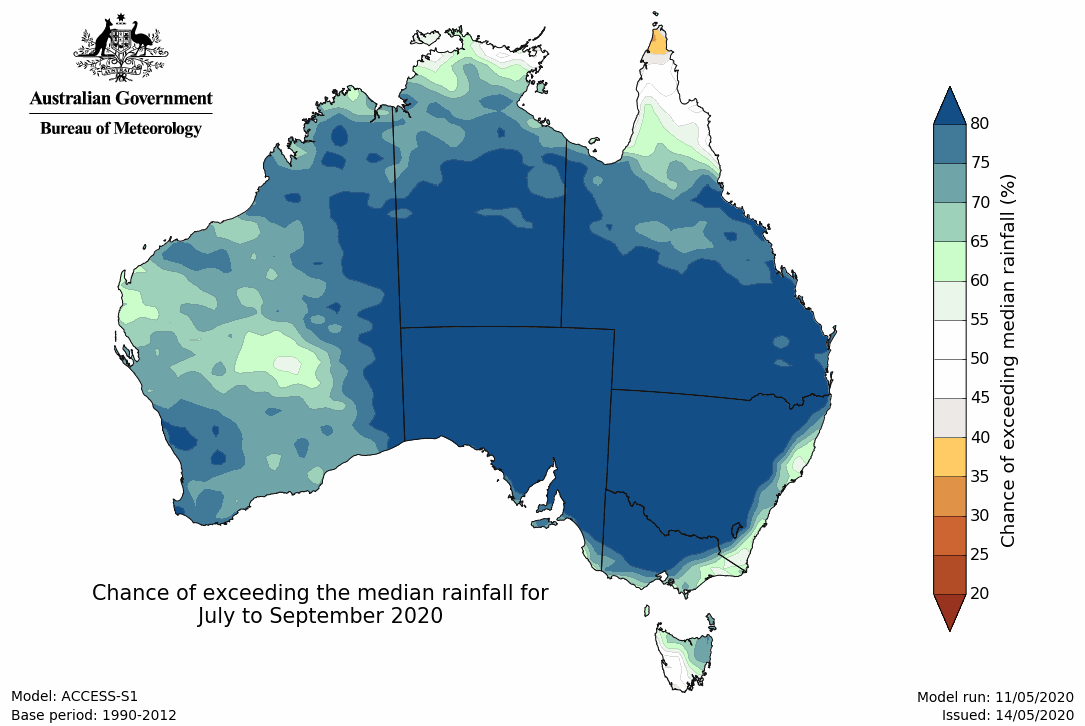 AUSTRALIA
Australian Government
Bureau of Meteorology
80
75
70
65
60
55
50
45
40
35
30
25
20
Chance of exceeding median rainfall (%)
Chance of exceeding the median rainfall for
July to September 2020
Model: ACCESS-S1
Base period: 1990-2012
Model run: 11/05/2020
Issued: 14/05/2020